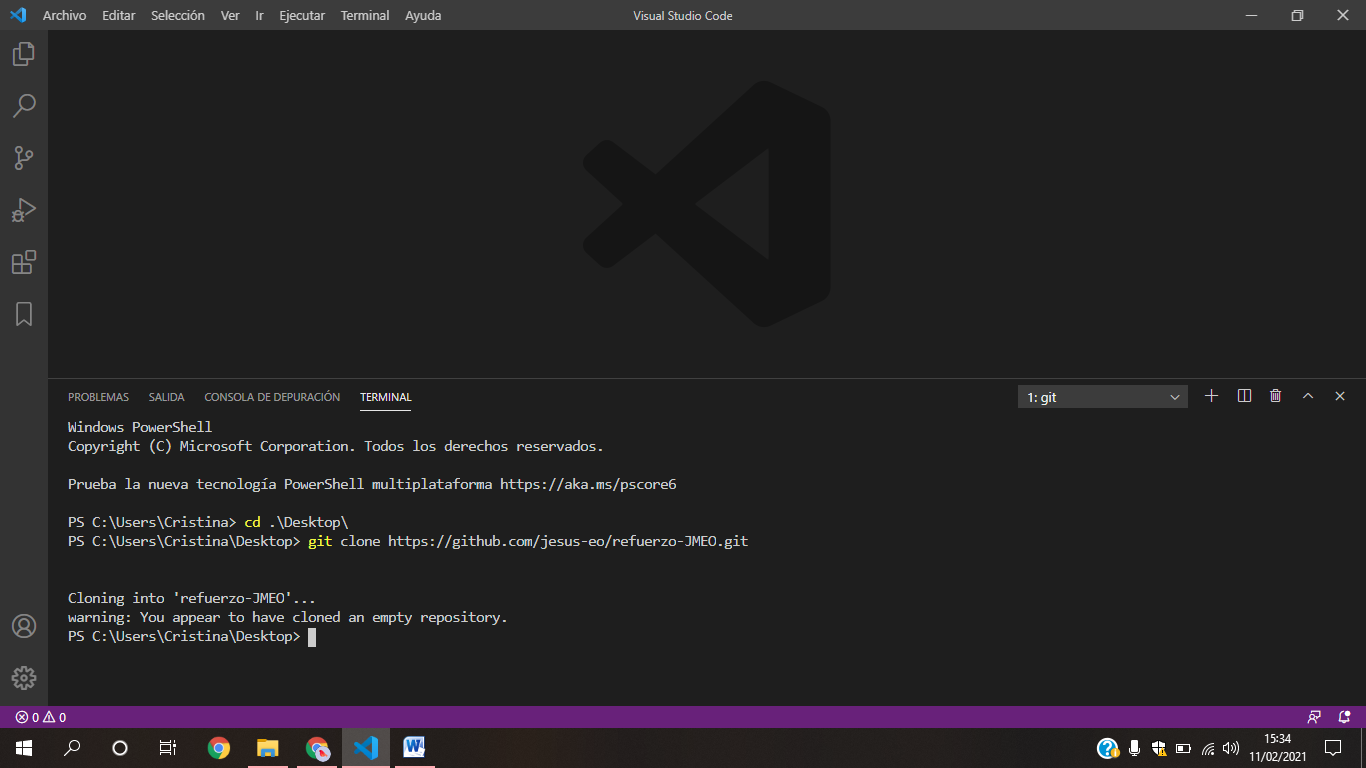 Archivo Editar Selección Ver Ir Ejecutar Terminal Ayuda Visual Studio Code
PROBLEMAS SALIDA CONSOLA DE DEPURACIÓN TERMINAL 1: git
Windows PowerShell
Copyright (C) Microsoft Corporation. Todos los derechos reservados.
Prueba la nueva tecnología PowerShell multiplataforma https://aka.ms/pscore6
PS C:\Users\Cristina> cd .\Desktop\
PS C:\Users\Cristina\Desktop> git clone https://github.com/jesus-eo/refuerzo-JMEO.git
Cloning into 'refuerzo-JMEO'...
warning: You appear to have cloned an empty repository.
PS C:\Users\Cristina\Desktop>
0 0
15:34
11/02/2021